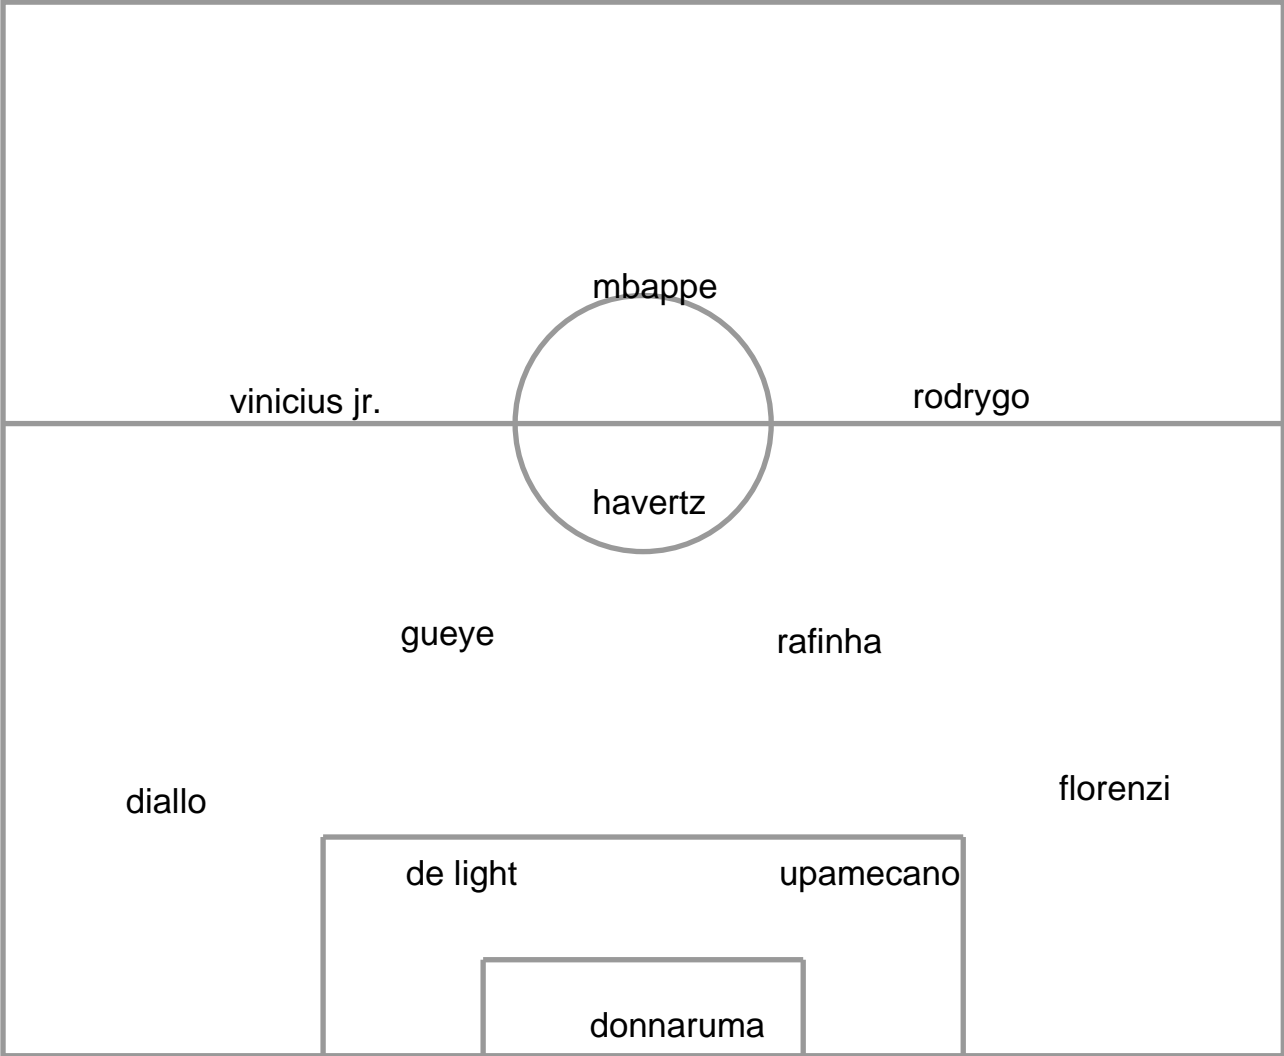 mbappe
vinicius jr.
rodrygo
havertz
gueye
rafinha
diallo
florenzi
de light
upamecano
donnaruma